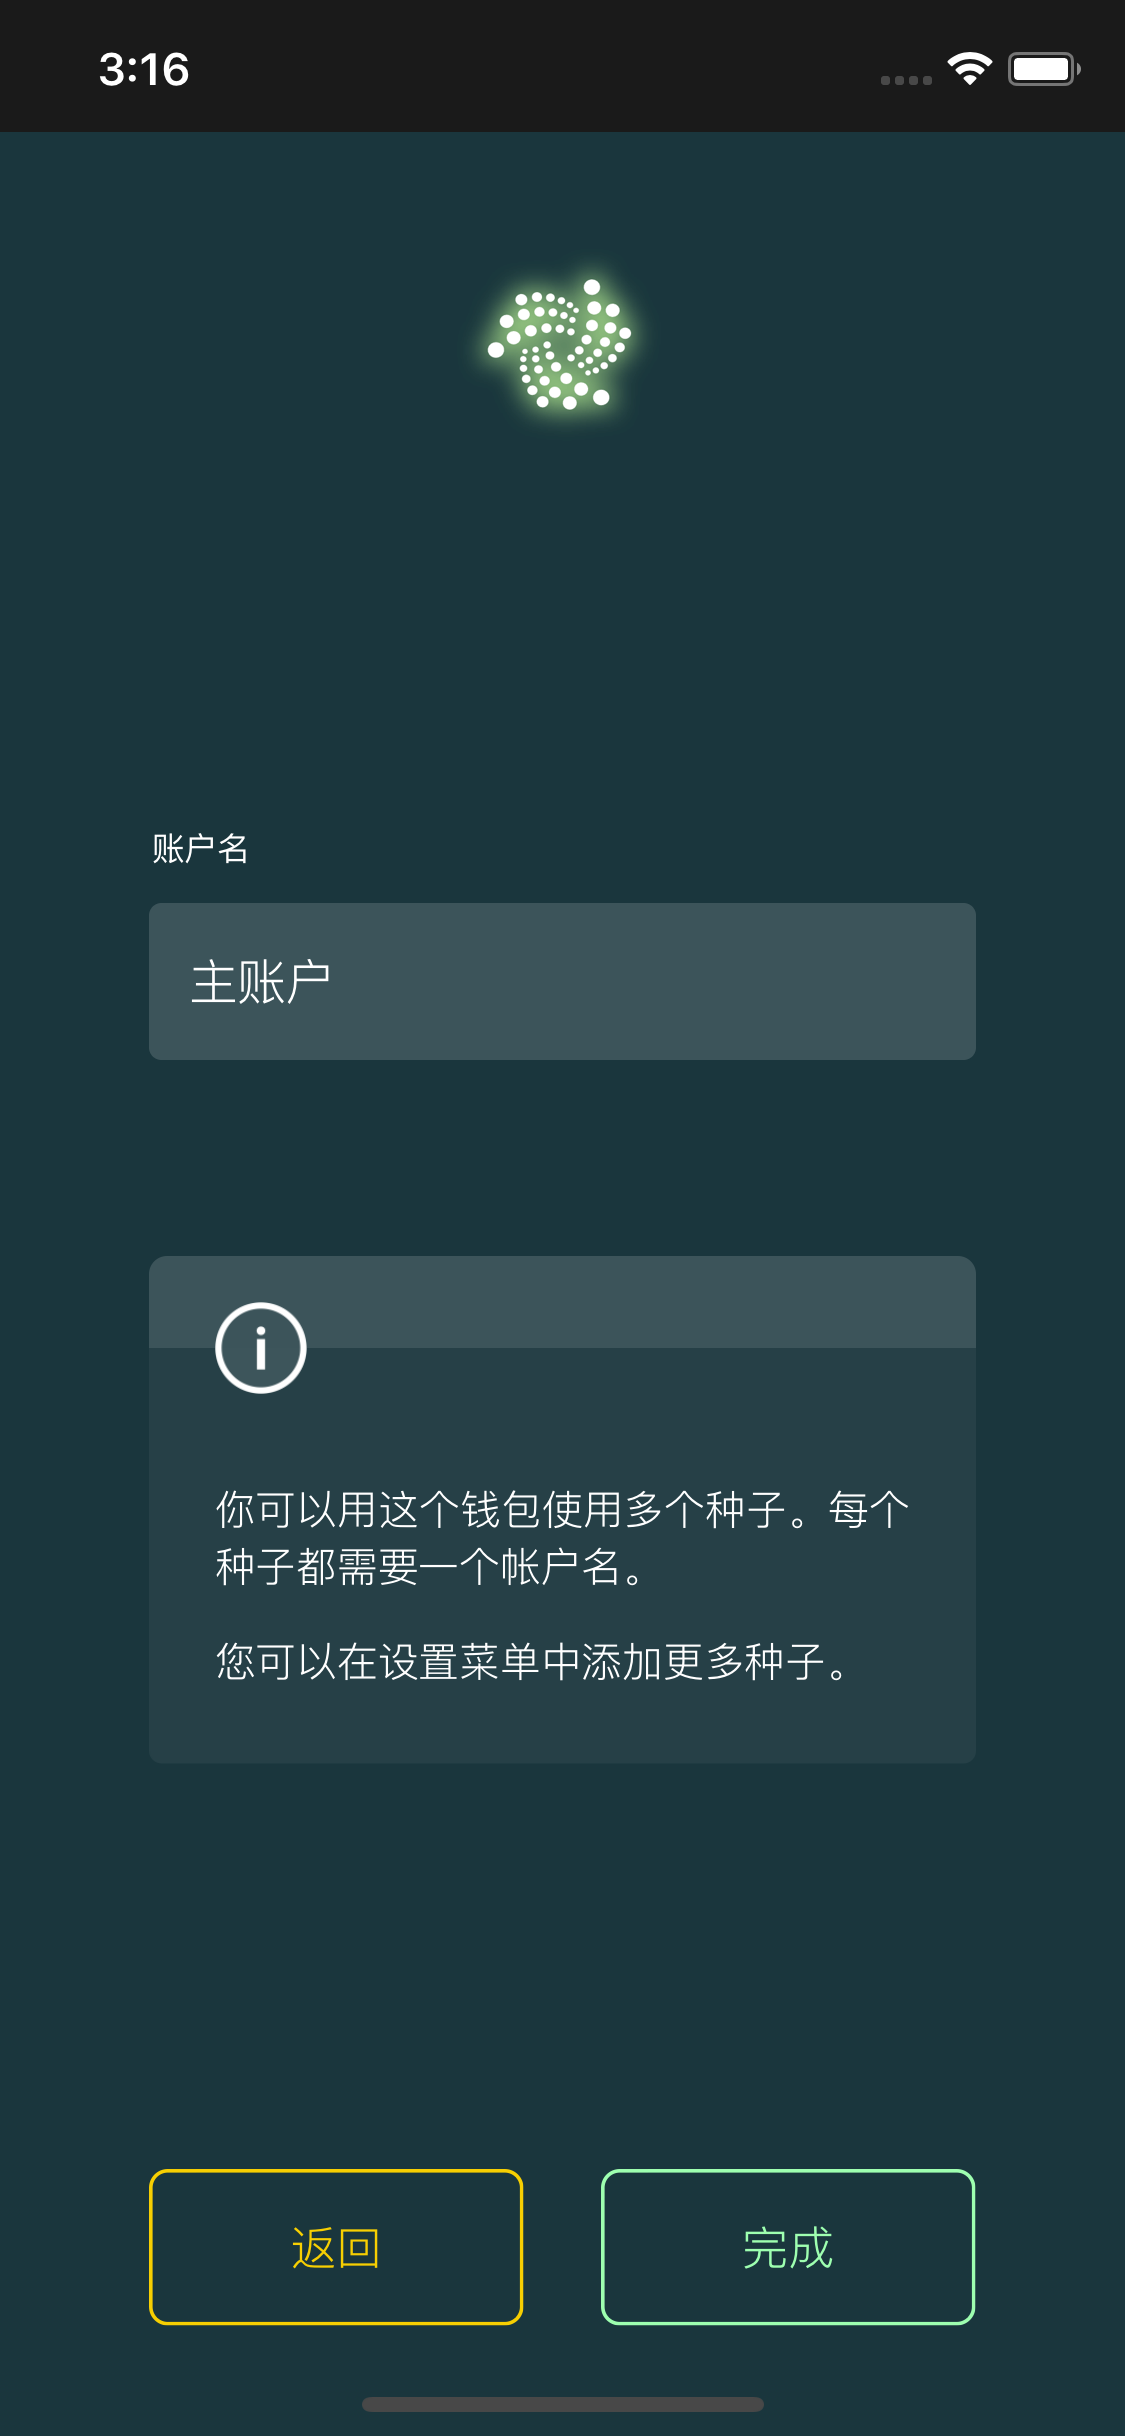 3:16
账户名
主账户
你可以用这个钱包使用多个种子。每个
种子都需要一个帐户名。
您可以在设置菜单中添加更多种子。
返回
完成